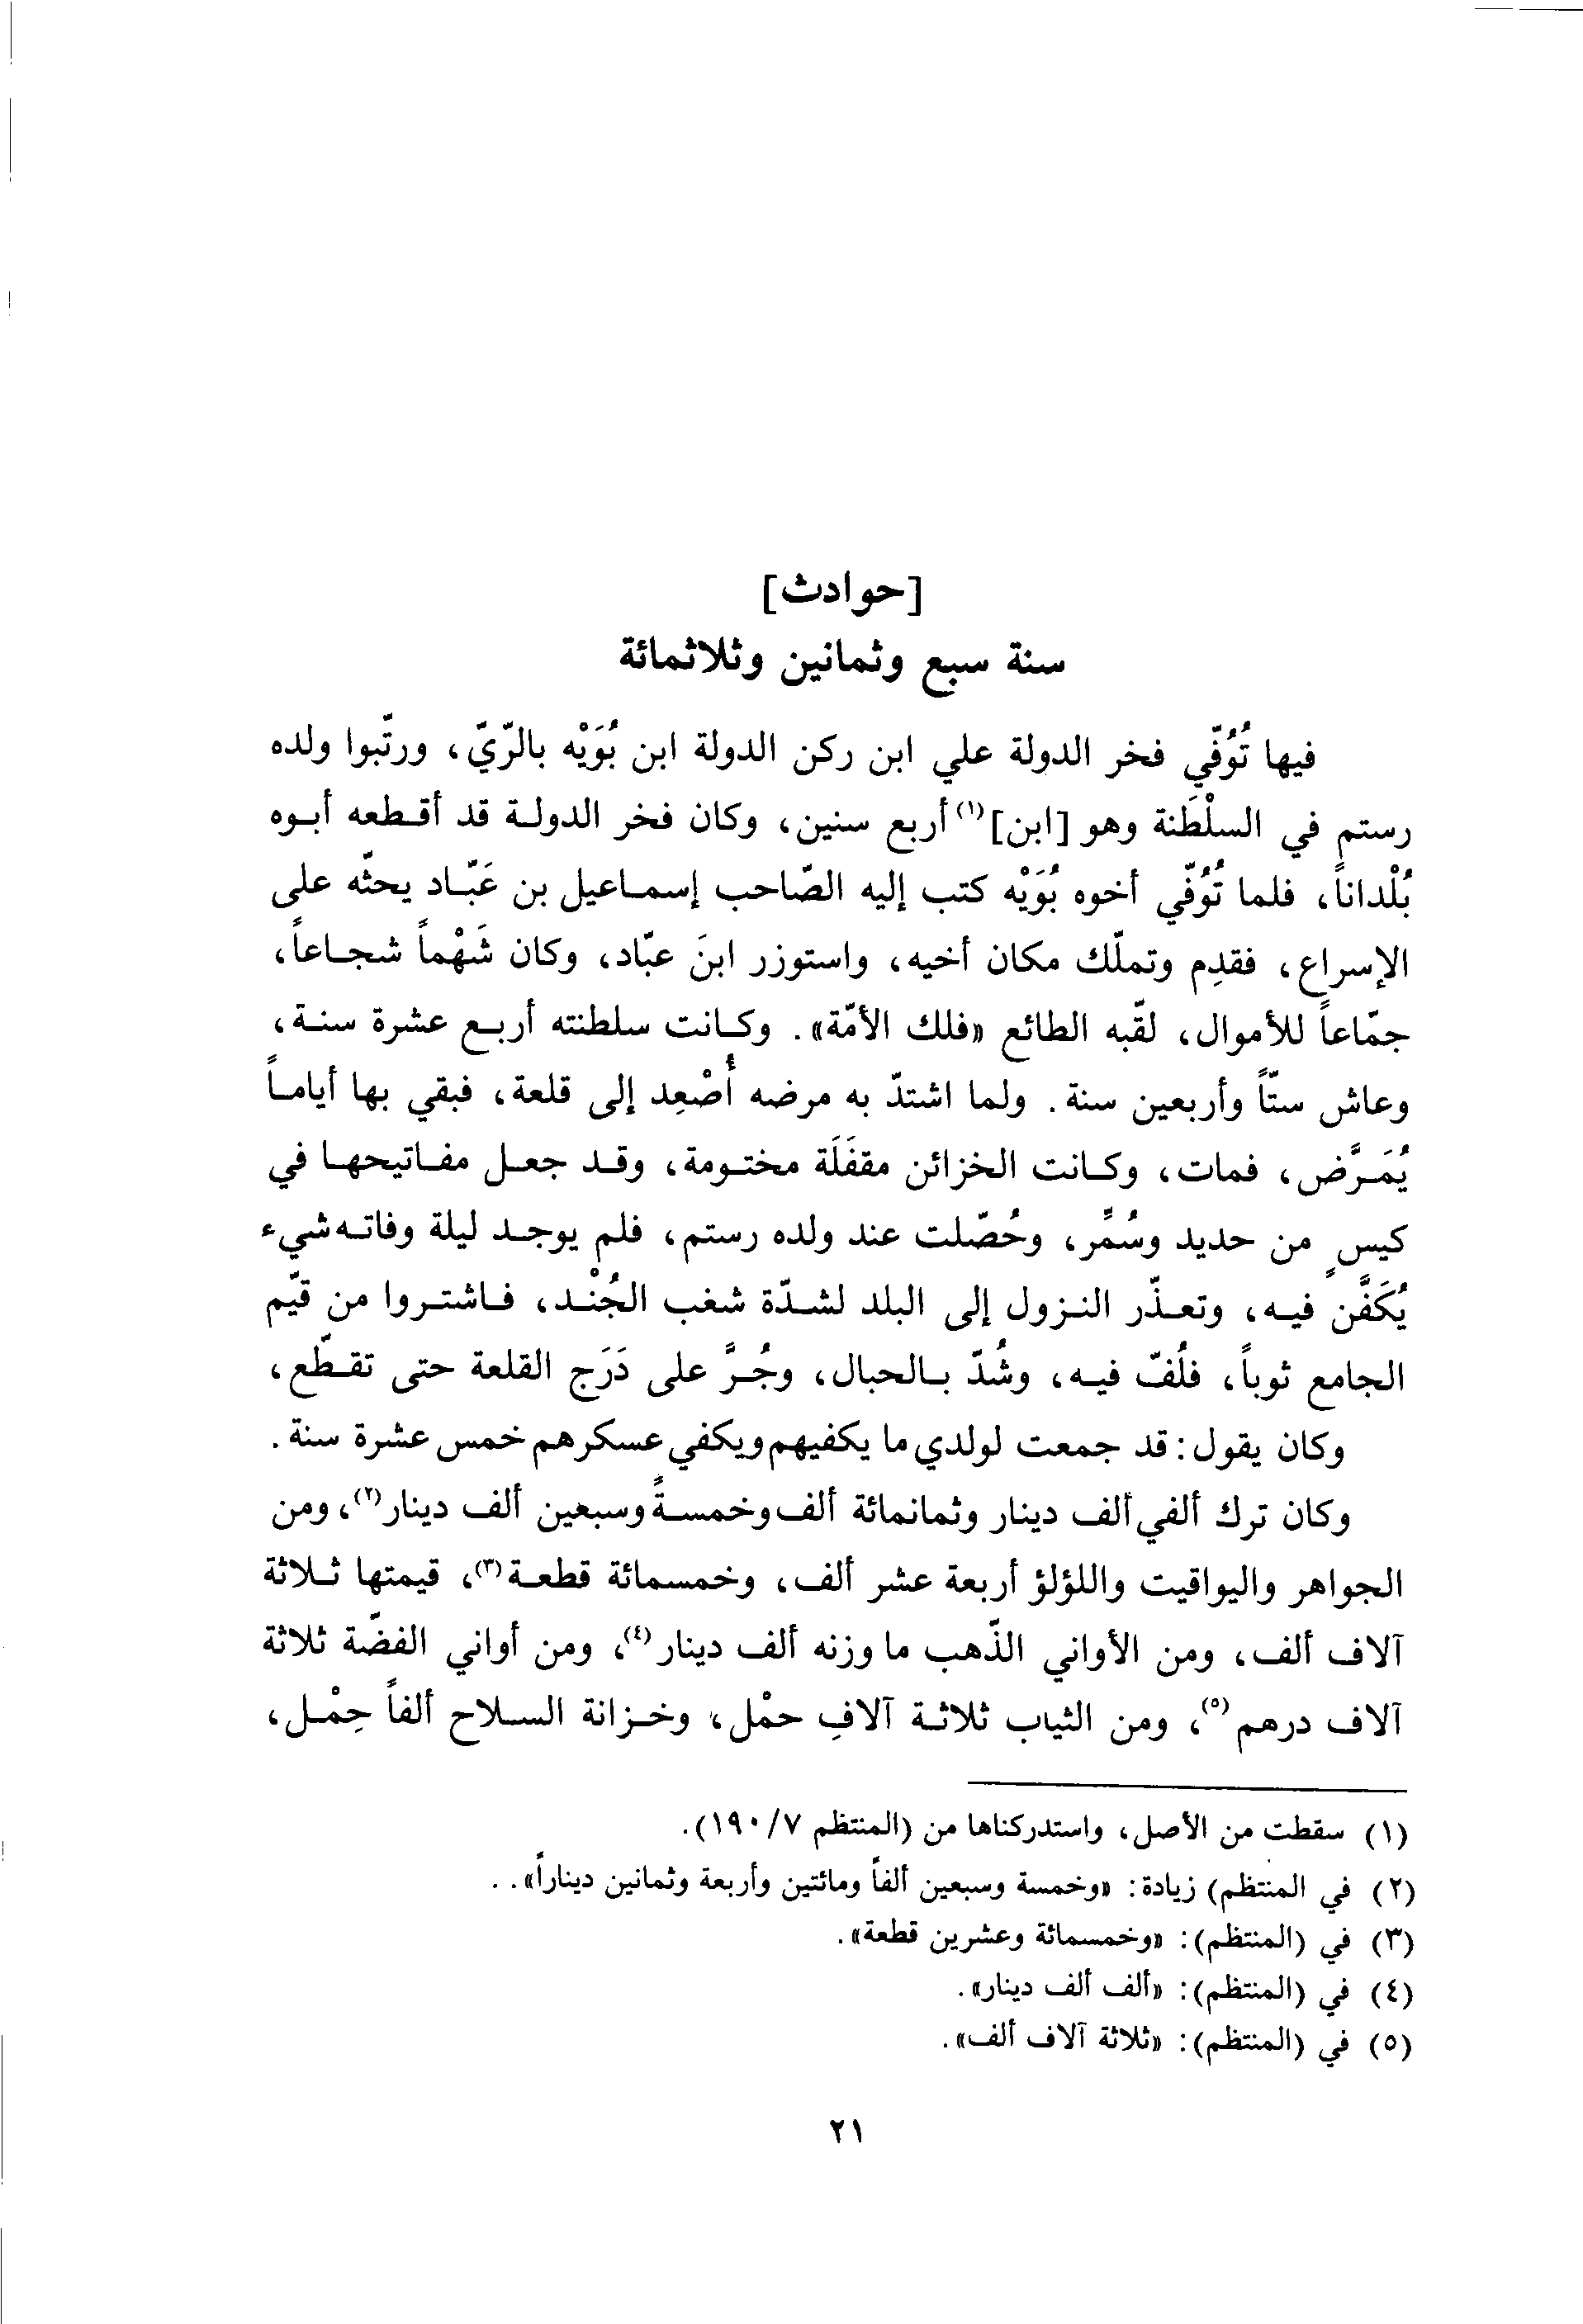 [حوادث]
سنة سبع وثمانين وثلاثمائة
فيها تُوُفّي فخر الدولة علي ابن ركن الدولة ابن بُوَيْه بالرّيّ، ورتّبوا ولده
رستم في السلْطَنة وهو [ابن]⁽١⁾ أربع سنين، وكان فخر الدولة قد أقطعه أبوه
بُلْداناً، فلما تُوُفّي أخوه بُوَيْه كتب إليه الصّاحب إسماعيل بن عَبّاد يحثّه على
الإسراع، فقدِم وتملّك مكان أخيه، واستوزر ابنَ عبّاد، وكان شَهْماً شجاعاً،
جمّاعاً للأموال، لقّبه الطائع «فلك الأمّة». وكانت سلطنته أربع عشرة سنة،
وعاش ستّاً وأربعين سنة. ولما اشتدّ به مرضه أُصْعِد إلى قلعة، فبقي بها أياماً
يُمَرَّض، فمات، وكانت الخزائن مقفَلَة مختومة، وقد جعل مفاتيحها في
كيسٍ من حديد وسُمِّر، وحُصّلت عند ولده رستم، فلم يوجد ليلة وفاته شيء
يُكَفَّن فيه، وتعذّر النزول إلى البلد لشدّة شغب الجُنْد، فاشتروا من قيّم
الجامع ثوباً، فلُفّ فيه، وشُدّ بالحبال، وجُرَّ على دَرَج القلعة حتى تقطّع،
وكان يقول: قد جمعت لولدي ما يكفيهم ويكفي عسكرهم خمس عشرة سنة.
وكان ترك ألفي ألف دينار وثمانمائة ألف وخمسةً وسبعين ألف دينار⁽٢⁾، ومن
الجواهر واليواقيت واللؤلؤ أربعة عشر ألف، وخمسمائة قطعة⁽٣⁾، قيمتها ثلاثة
آلاف ألف، ومن الأواني الذّهب ما وزنه ألف دينار⁽٤⁾، ومن أواني الفضّة ثلاثة
آلاف درهم⁽٥⁾، ومن الثياب ثلاثة آلافِ حمْل، وخزانة السلاح ألفاً حِمْل،
(١) سقطت من الأصل، واستدركناها من (المنتظم ٧/١٩٠).
(٢) في المنتظم) زيادة: «وخمسة وسبعين ألفاً ومائتين وأربعة وثمانين ديناراً». .
(٣) في (المنتظم): «وخمسمائة وعشرين قطعة».
(٤) في (المنتظم): «ألف ألف دينار».
(٥) في (المنتظم): «ثلاثة آلاف ألف».
٢١